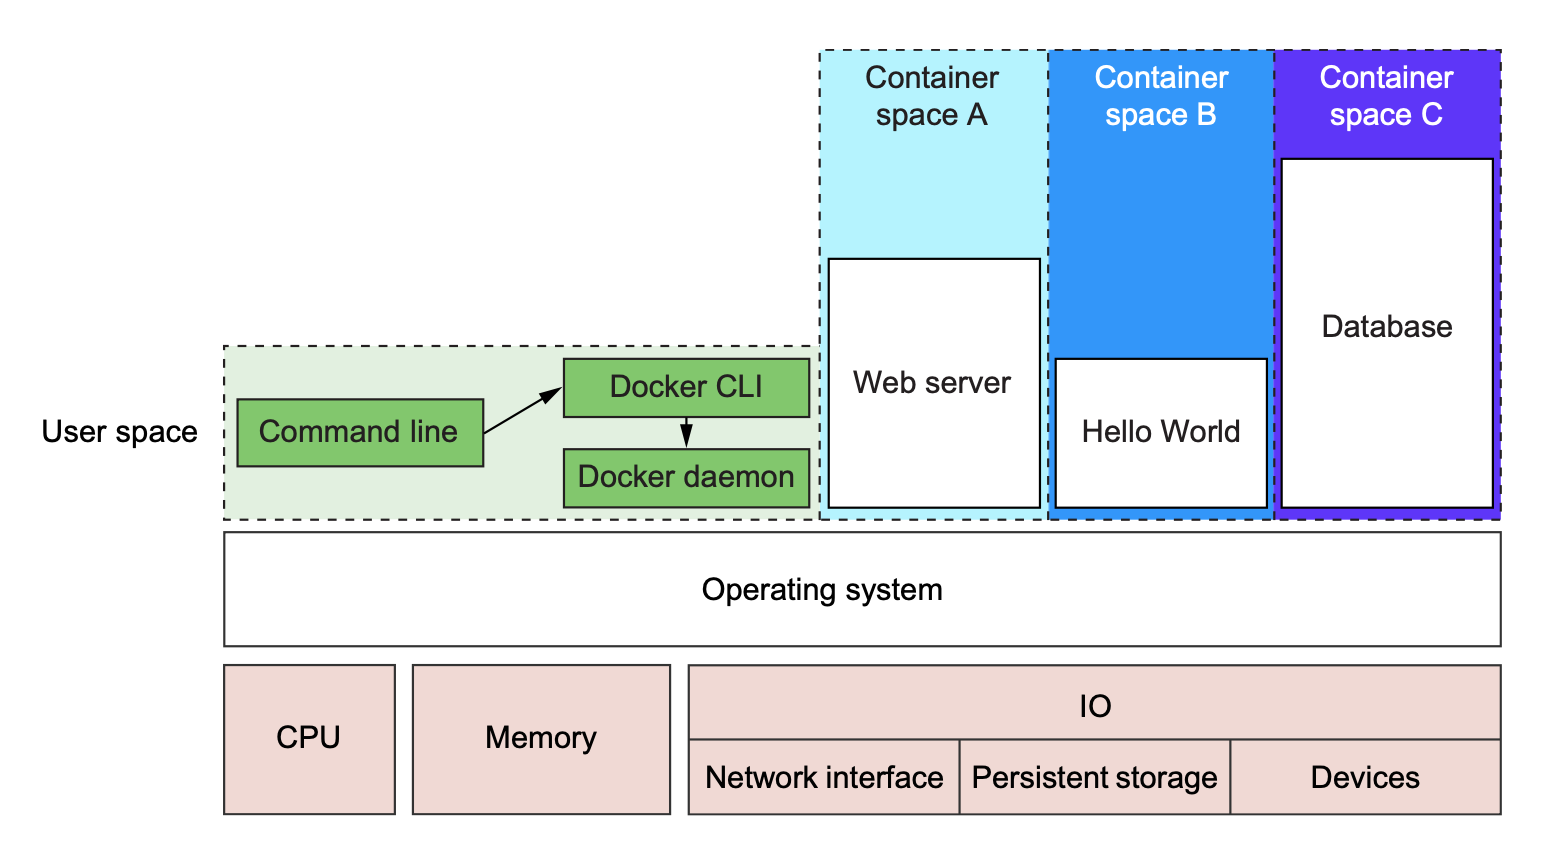 Container
space A
Container
space B
Container
space C
Database
Web server
Docker CLI
User space
Command line
Hello World
Docker daemon
Operating system
CPU
Memory
IO
Network interface
Persistent storage
Devices